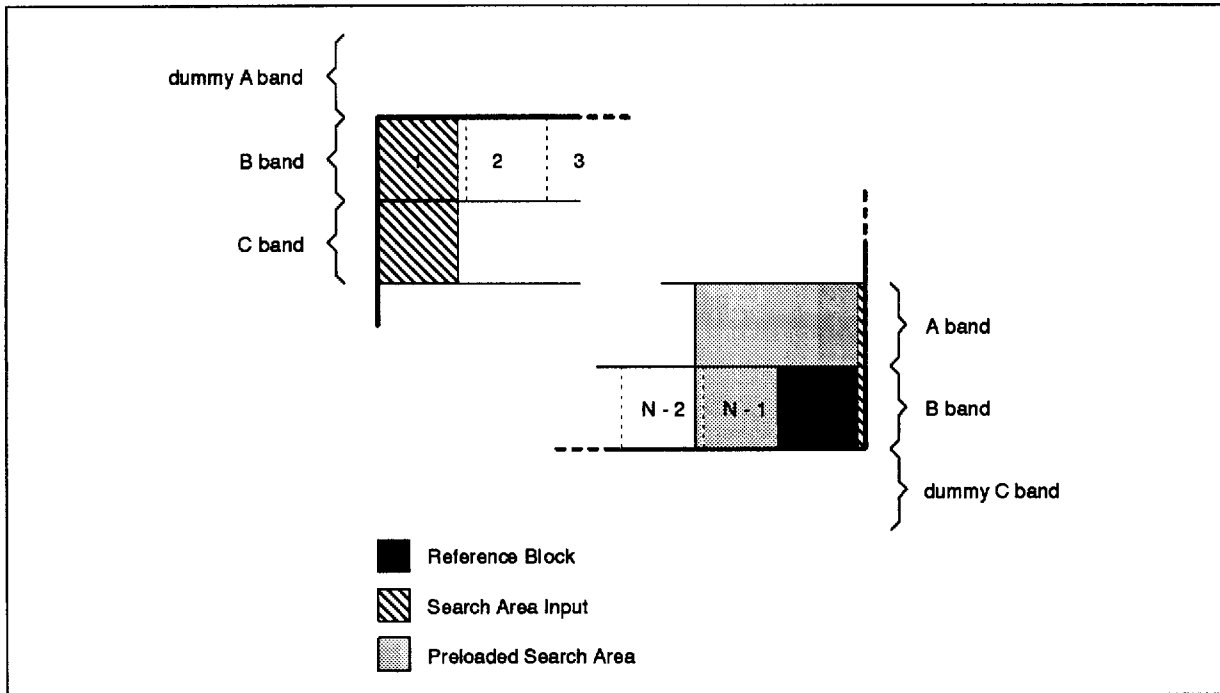 dummy A band
B band
1 2 3
C band
A band
N - 2 N - 1
B band
dummy C band
Reference Block
Search Area Input
Preloaded Search Area